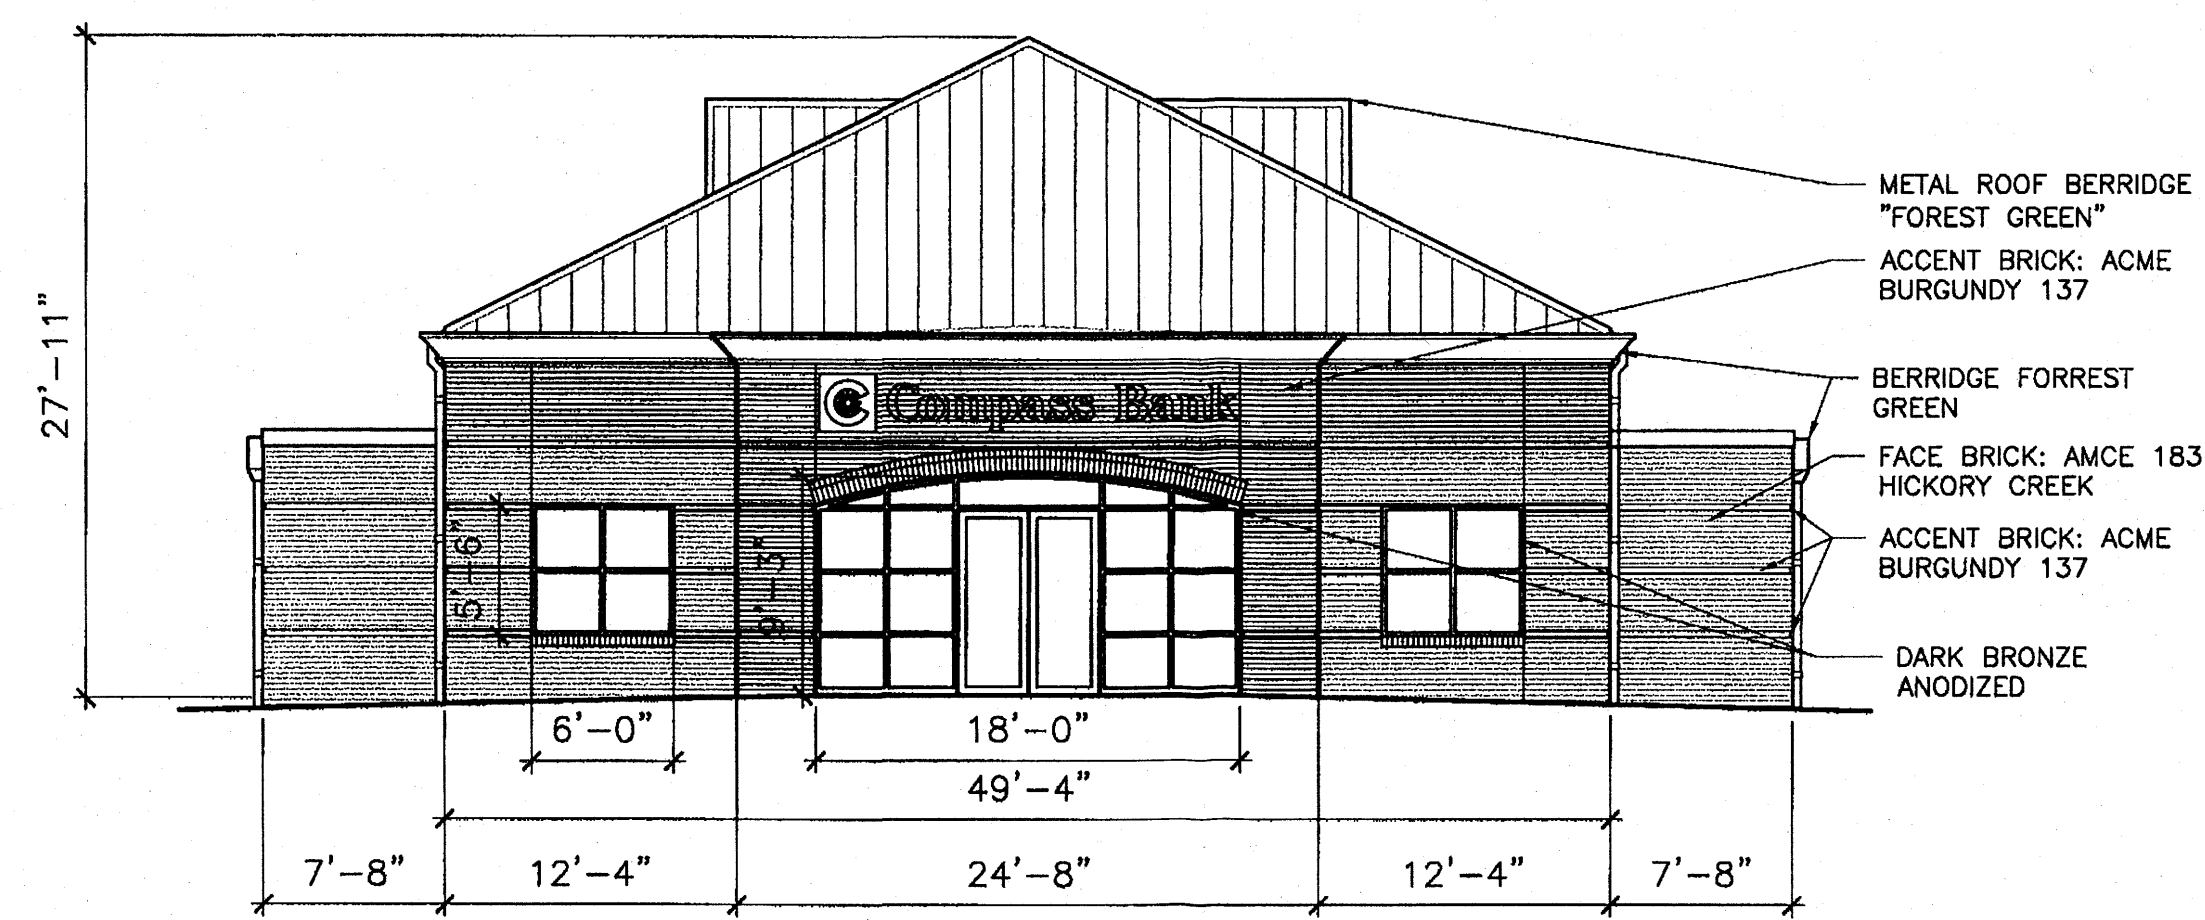 27'-11"
METAL ROOF BERRIDGE
"FOREST GREEN"
ACCENT BRICK: ACME
BURGUNDY 137
BERRIDGE FORREST
GREEN
C Compass Bank
FACE BRICK: AMCE 183
HICKORY CREEK
5'-6"
9'-3"
ACCENT BRICK: ACME
BURGUNDY 137
DARK BRONZE
ANODIZED
6'-0"
18'-0"
49'-4"
7'-8"
12'-4"
24'-8"
12'-4"
7'-8"